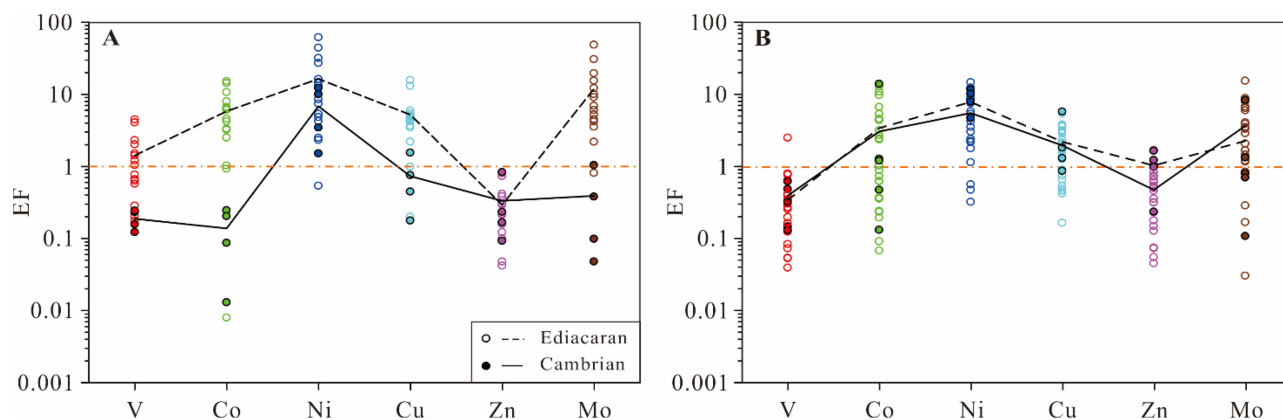 A
EF
100
10
1
0.1
0.01
0.001
V Co Ni Cu Zn Mo
Ediacaran
Cambrian
B
EF
100
10
1
0.1
0.01
0.001
V Co Ni Cu Zn Mo